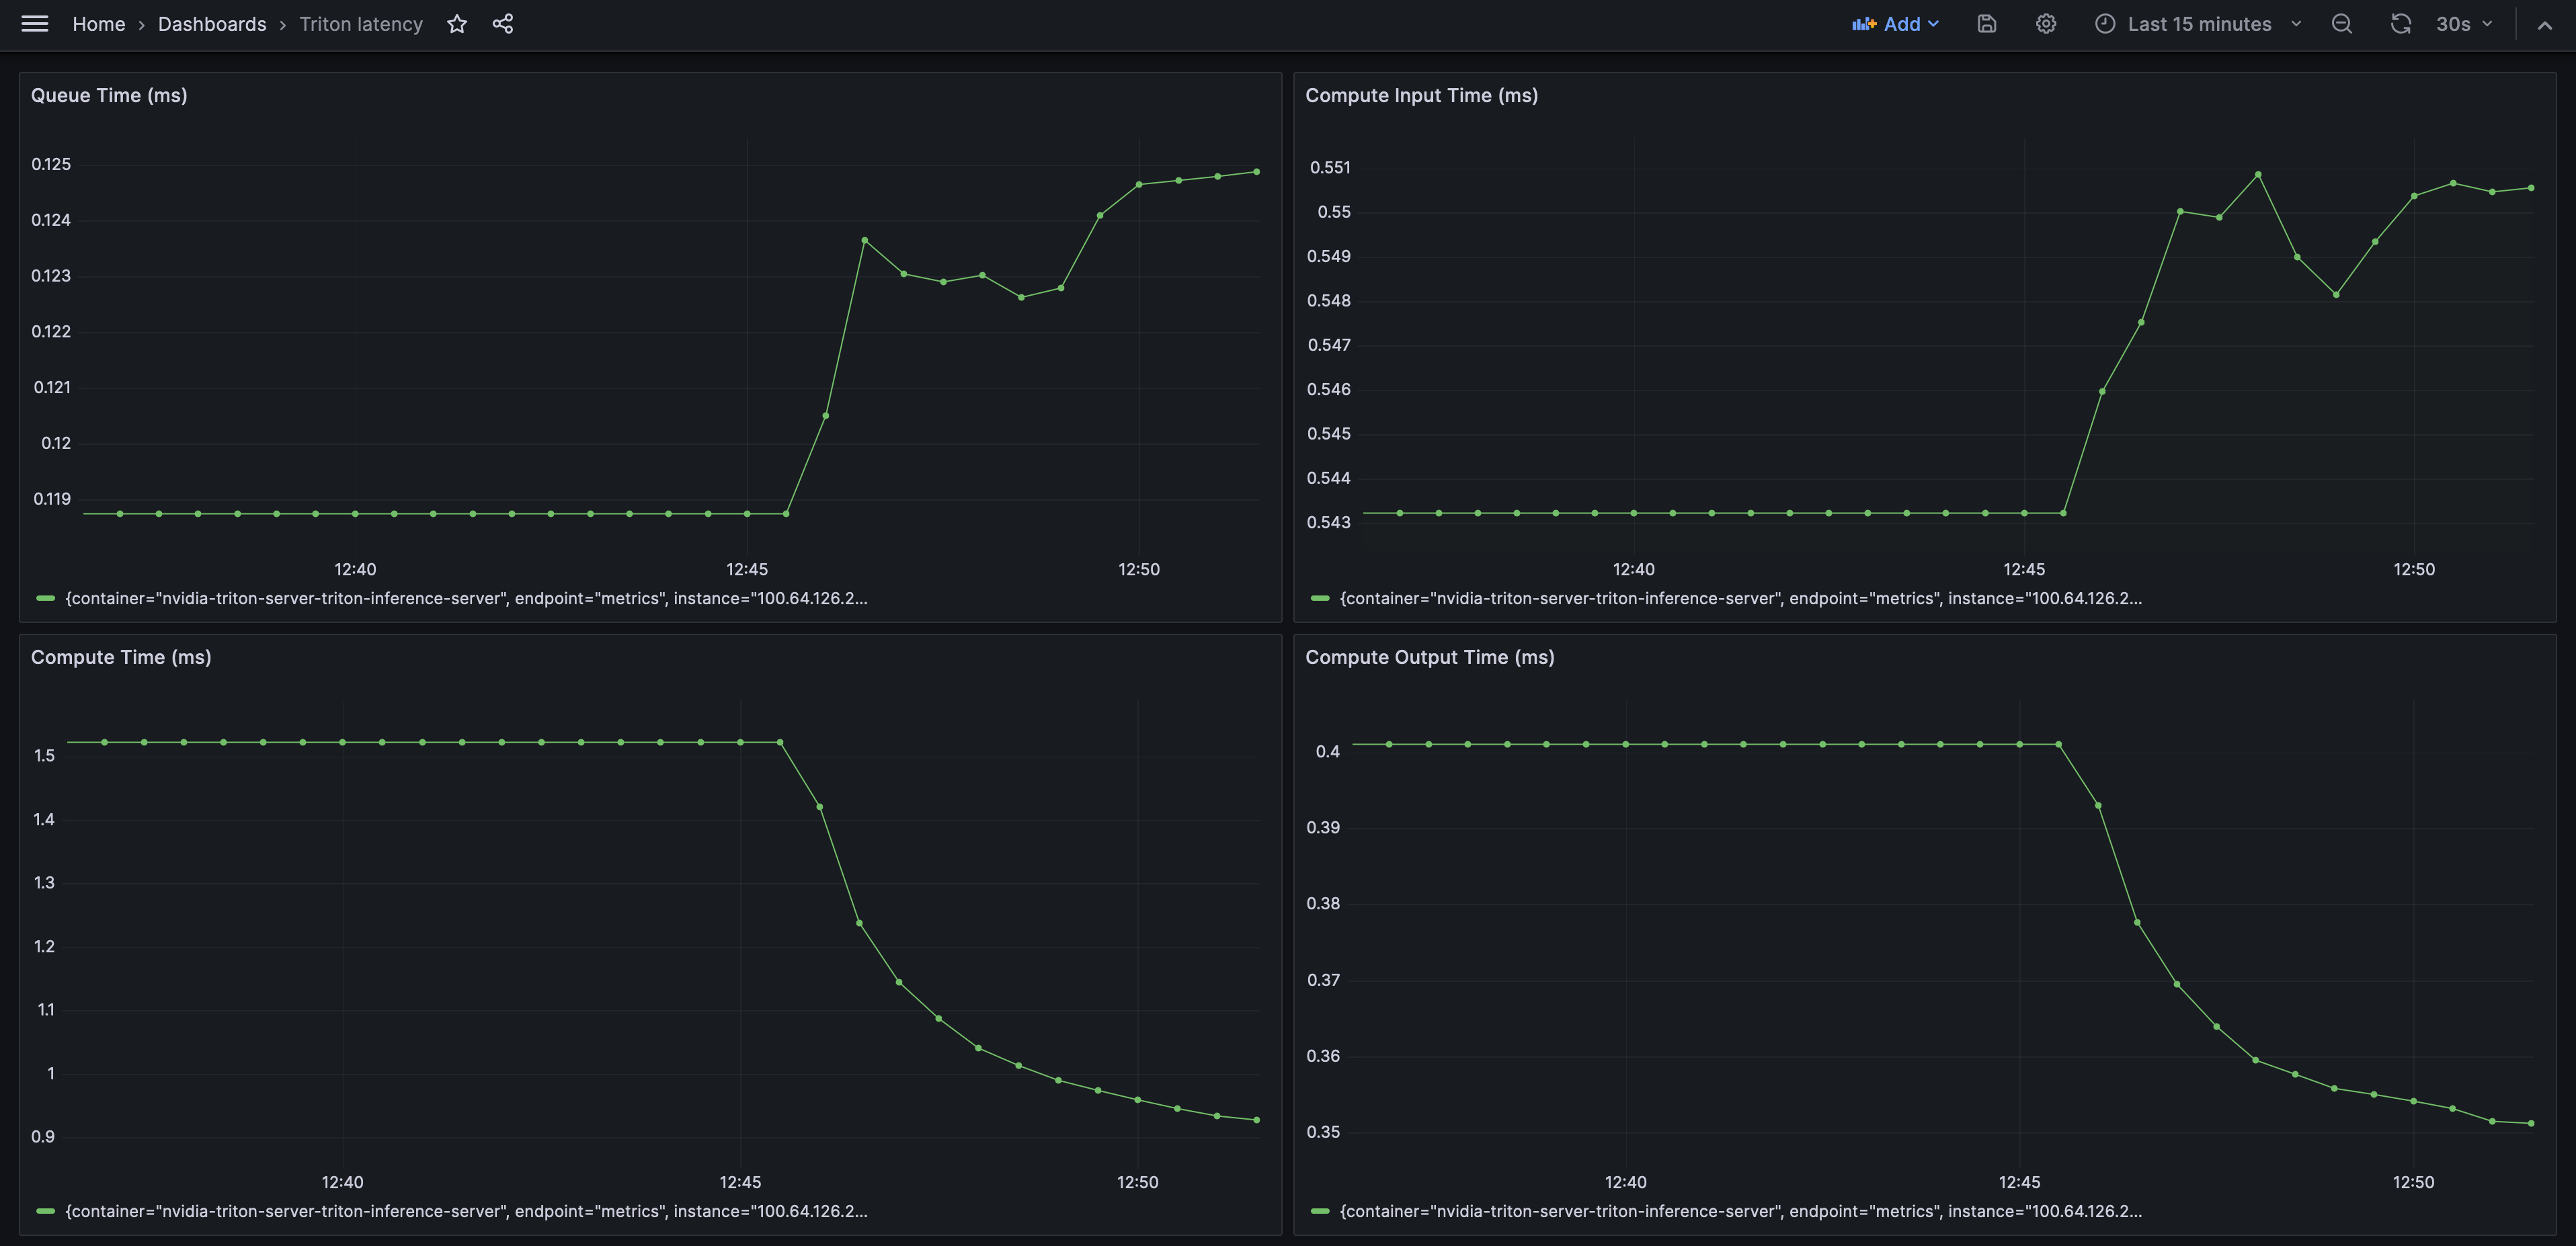 Home › Dashboards › Triton latency
Add
Last 15 minutes
30s
Queue Time (ms)
0.125
0.124
0.123
0.122
0.121
0.12
0.119
12:40 12:45 12:50
{container="nvidia-triton-server-triton-inference-server", endpoint="metrics", instance="100.64.126.2...
Compute Input Time (ms)
0.551
0.55
0.549
0.548
0.547
0.546
0.545
0.544
0.543
12:40 12:45 12:50
{container="nvidia-triton-server-triton-inference-server", endpoint="metrics", instance="100.64.126.2...
Compute Time (ms)
1.5
1.4
1.3
1.2
1.1
1
0.9
12:40 12:45 12:50
{container="nvidia-triton-server-triton-inference-server", endpoint="metrics", instance="100.64.126.2...
Compute Output Time (ms)
0.4
0.39
0.38
0.37
0.36
0.35
12:40 12:45 12:50
{container="nvidia-triton-server-triton-inference-server", endpoint="metrics", instance="100.64.126.2...